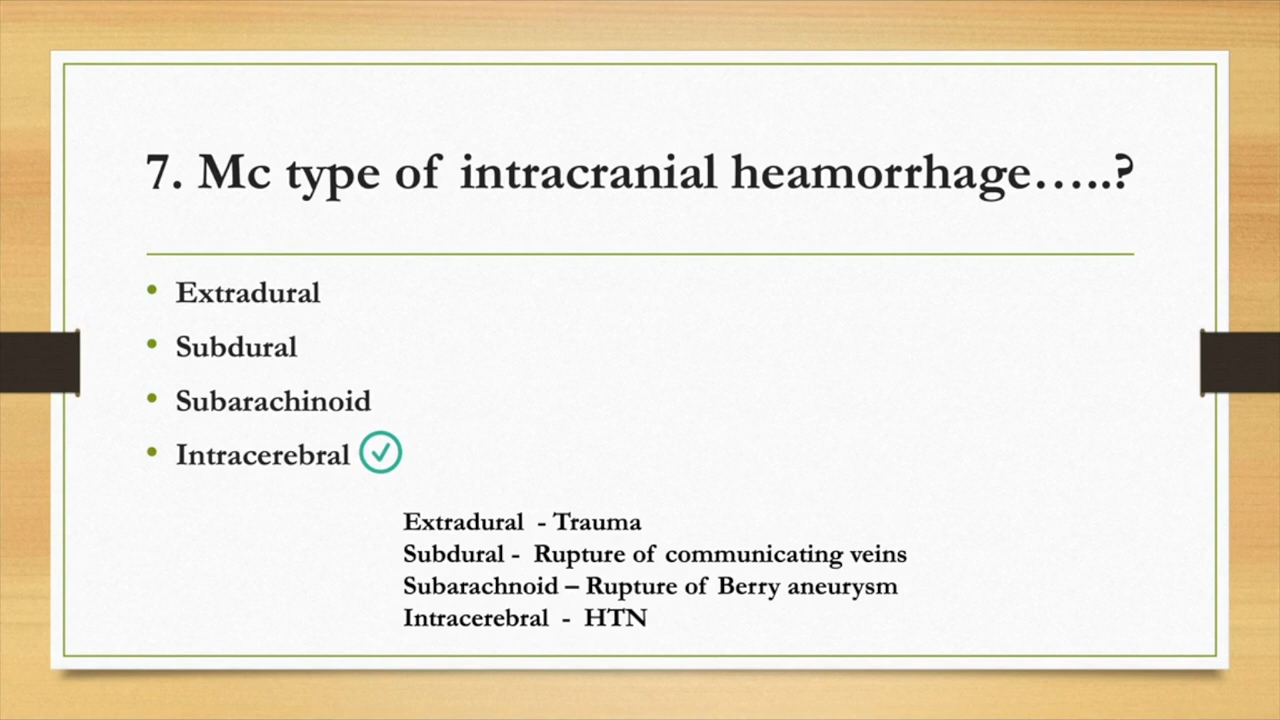 7. Mc type of intracranial heamorrhage…..?
• Extradural
• Subdural
• Subarachinoid
• Intracerebral
Extradural - Trauma
Subdural - Rupture of communicating veins
Subarachnoid – Rupture of Berry aneurysm
Intracerebral - HTN